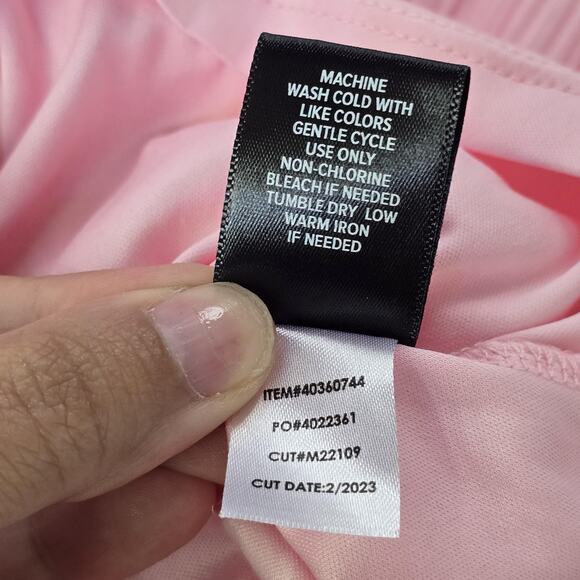 MACHINE
WASH COLD WITH
LIKE COLORS
GENTLE CYCLE
USE ONLY
NON-CHLORINE
BLEACH IF NEEDED
TUMBLE DRY LOW
WARM IRON
IF NEEDED
ITEM#40360744
PO#4022361
CUT#M22109
CUT DATE:2/2023